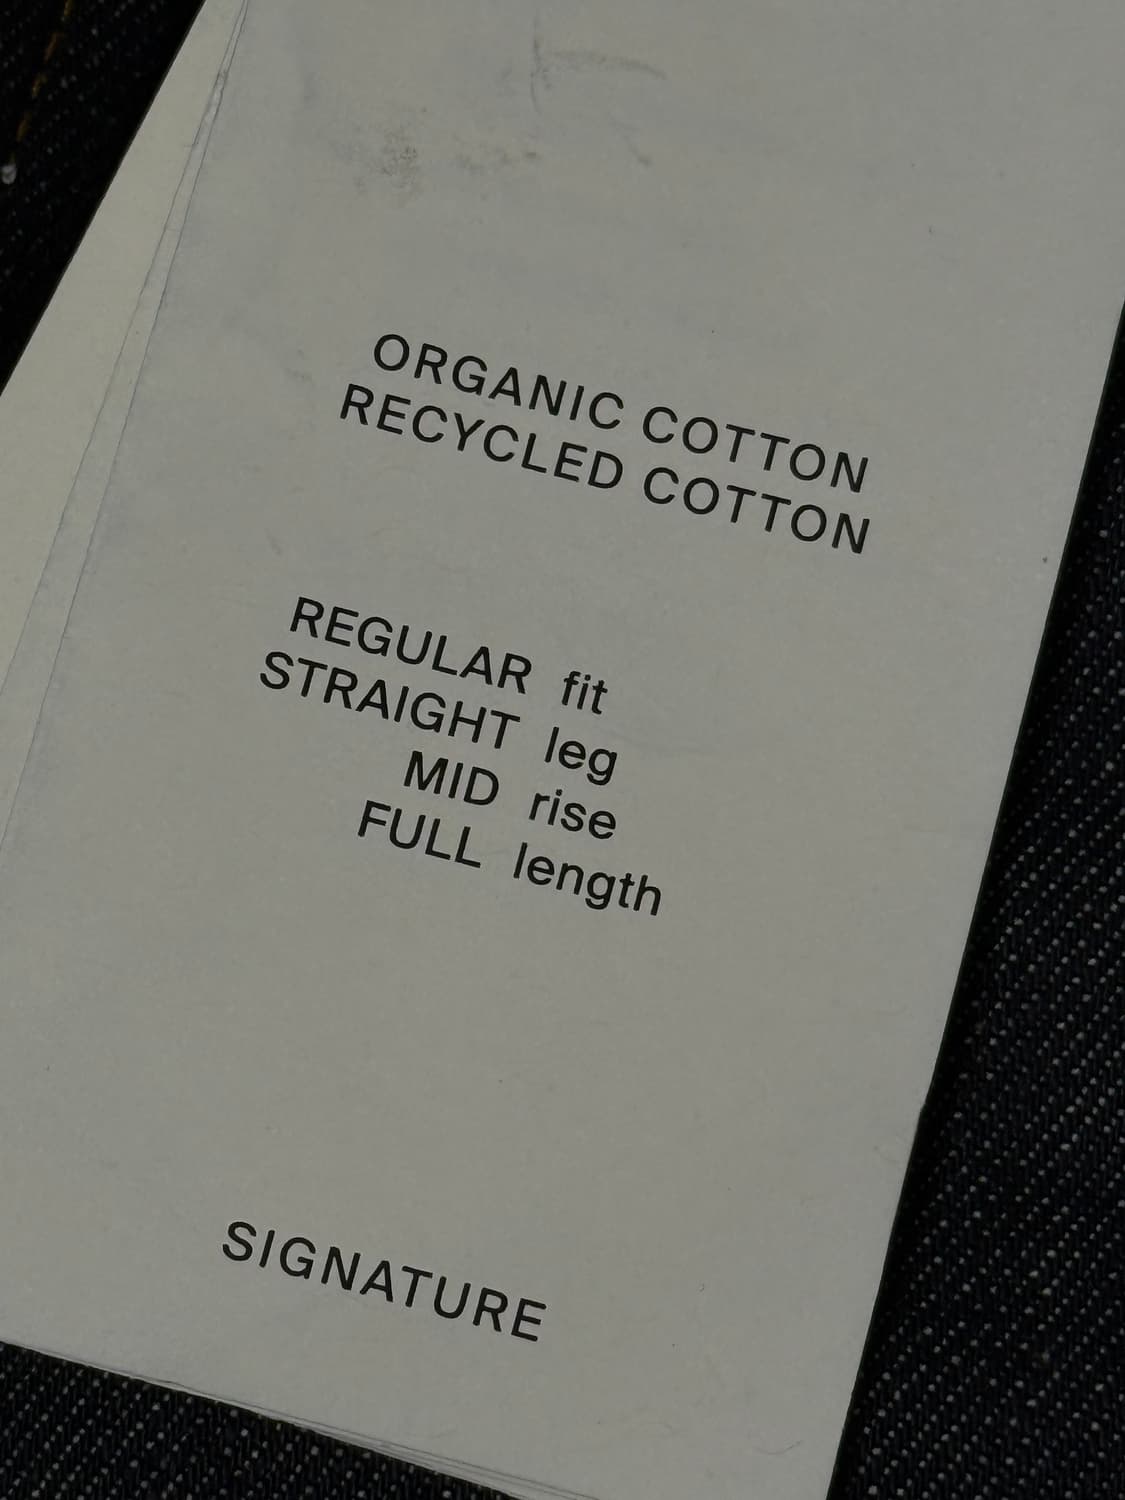 ORGANIC COTTON
RECYCLED COTTON
REGULAR fit
STRAIGHT leg
MID rise
FULL length
SIGNATURE